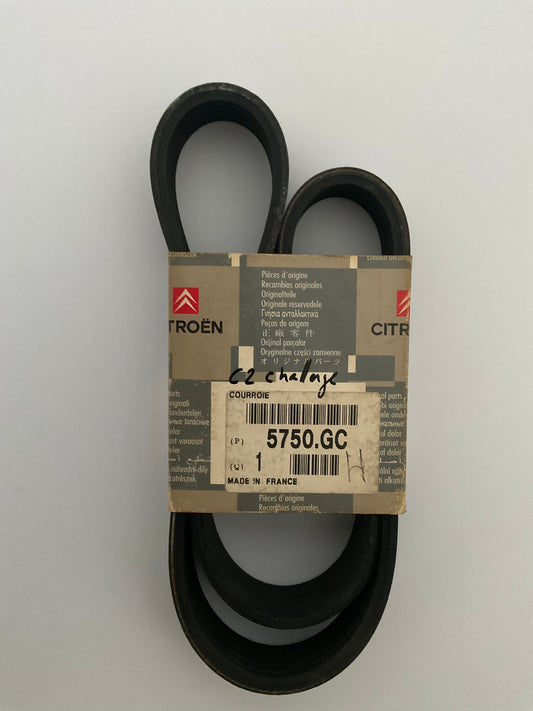 Pièces d'origine
Recambios originales
Originalteile
Originale reservedele
Γνήσια ανταλλακτικά
Peças de origem
正廠零件
Orijinal parçalar
Oryginalne części zamienne
オリジナルパーツ
TROËN
CITR
C2 challenge
COURROIE
(P) 5750.GC
(Q) 1
H
MADE IN FRANCE
Pièces d'origine
Recambios originales